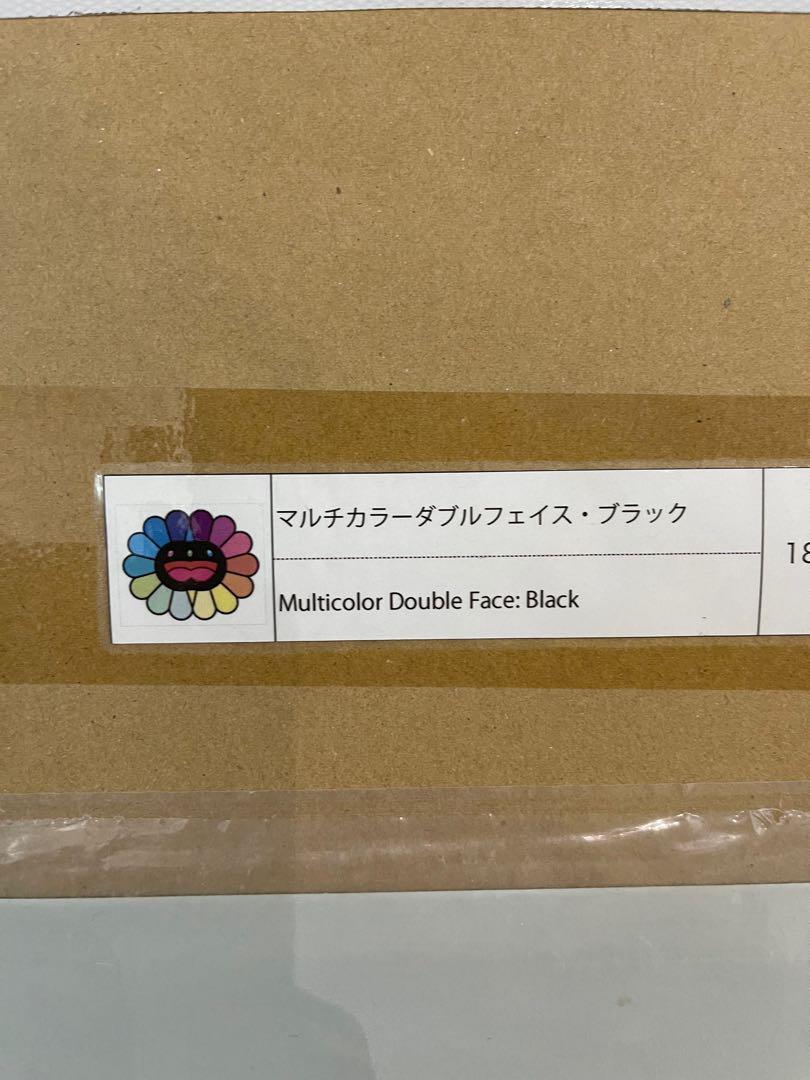 マルチカラーダブルフェイス・ブラック
Multicolor Double Face: Black
18